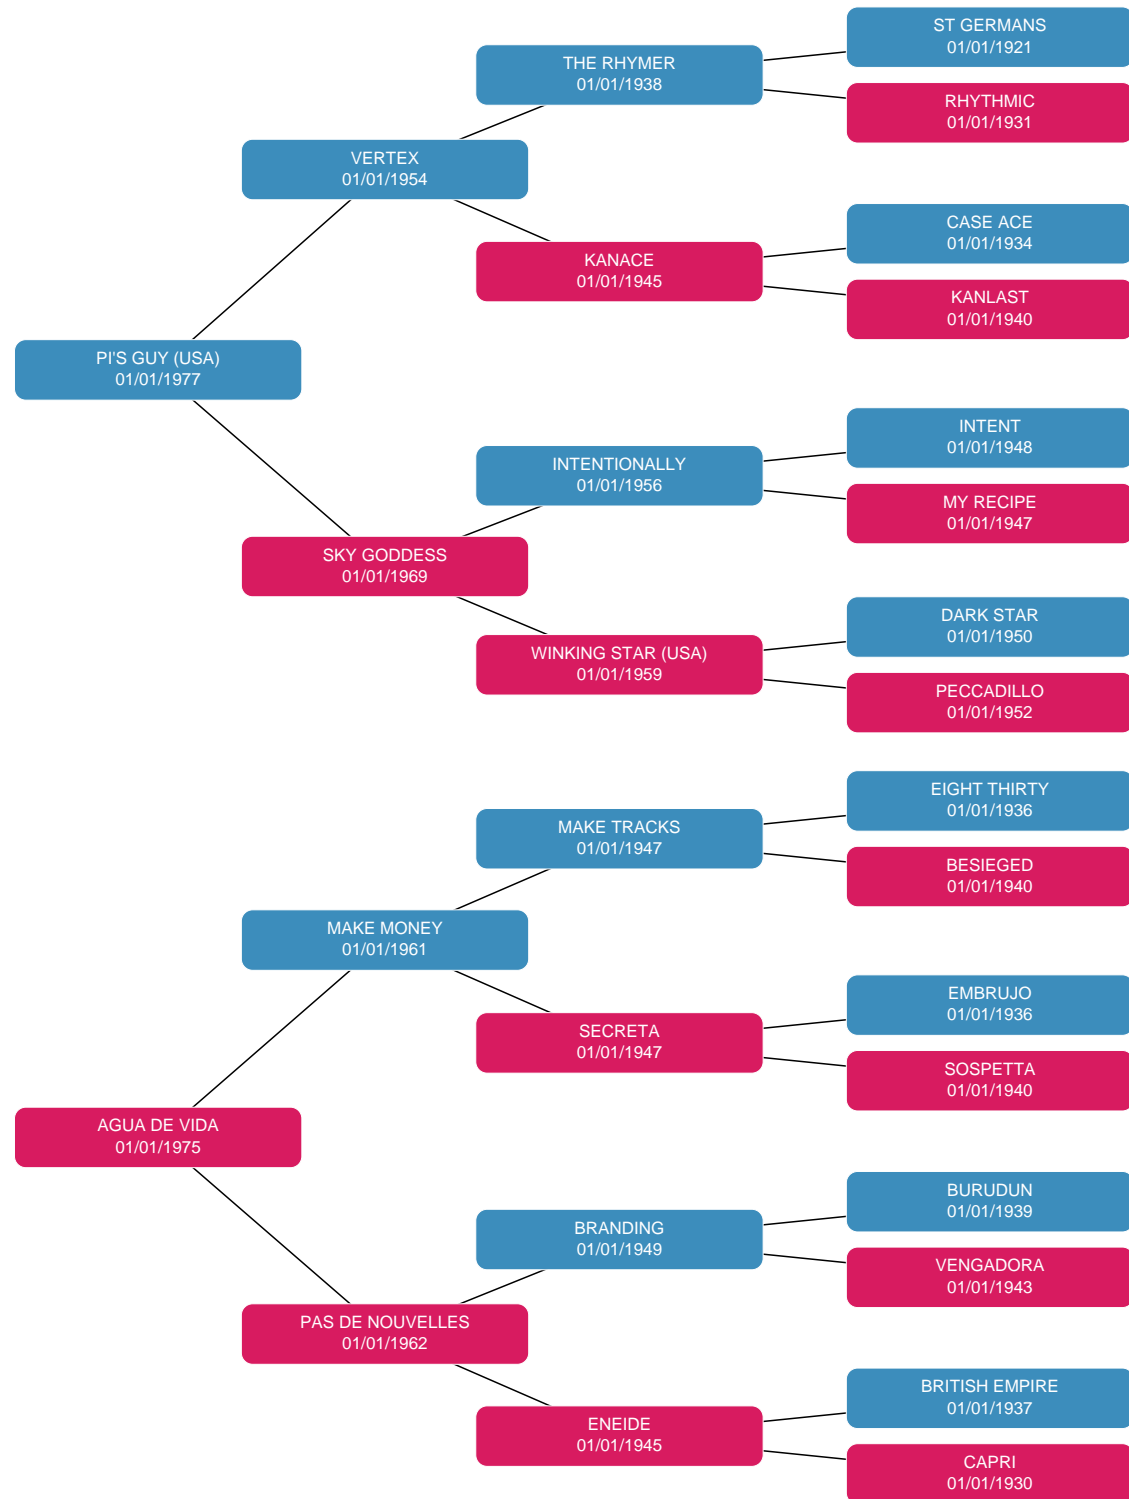 ST GERMANS
01/01/1921
THE RHYMER
01/01/1938
RHYTHMIC
01/01/1931
VERTEX
01/01/1954
CASE ACE
01/01/1934
KANACE
01/01/1945
KANLAST
01/01/1940
PI'S GUY (USA)
01/01/1977
INTENT
01/01/1948
INTENTIONALLY
01/01/1956
MY RECIPE
01/01/1947
SKY GODDESS
01/01/1969
DARK STAR
01/01/1950
WINKING STAR (USA)
01/01/1959
PECCADILLO
01/01/1952
EIGHT THIRTY
01/01/1936
MAKE TRACKS
01/01/1947
BESIEGED
01/01/1940
MAKE MONEY
01/01/1961
EMBRUJO
01/01/1936
SECRETA
01/01/1947
SOSPETTA
01/01/1940
AGUA DE VIDA
01/01/1975
BURUDUN
01/01/1939
BRANDING
01/01/1949
VENGADORA
01/01/1943
PAS DE NOUVELLES
01/01/1962
BRITISH EMPIRE
01/01/1937
ENEIDE
01/01/1945
CAPRI
01/01/1930